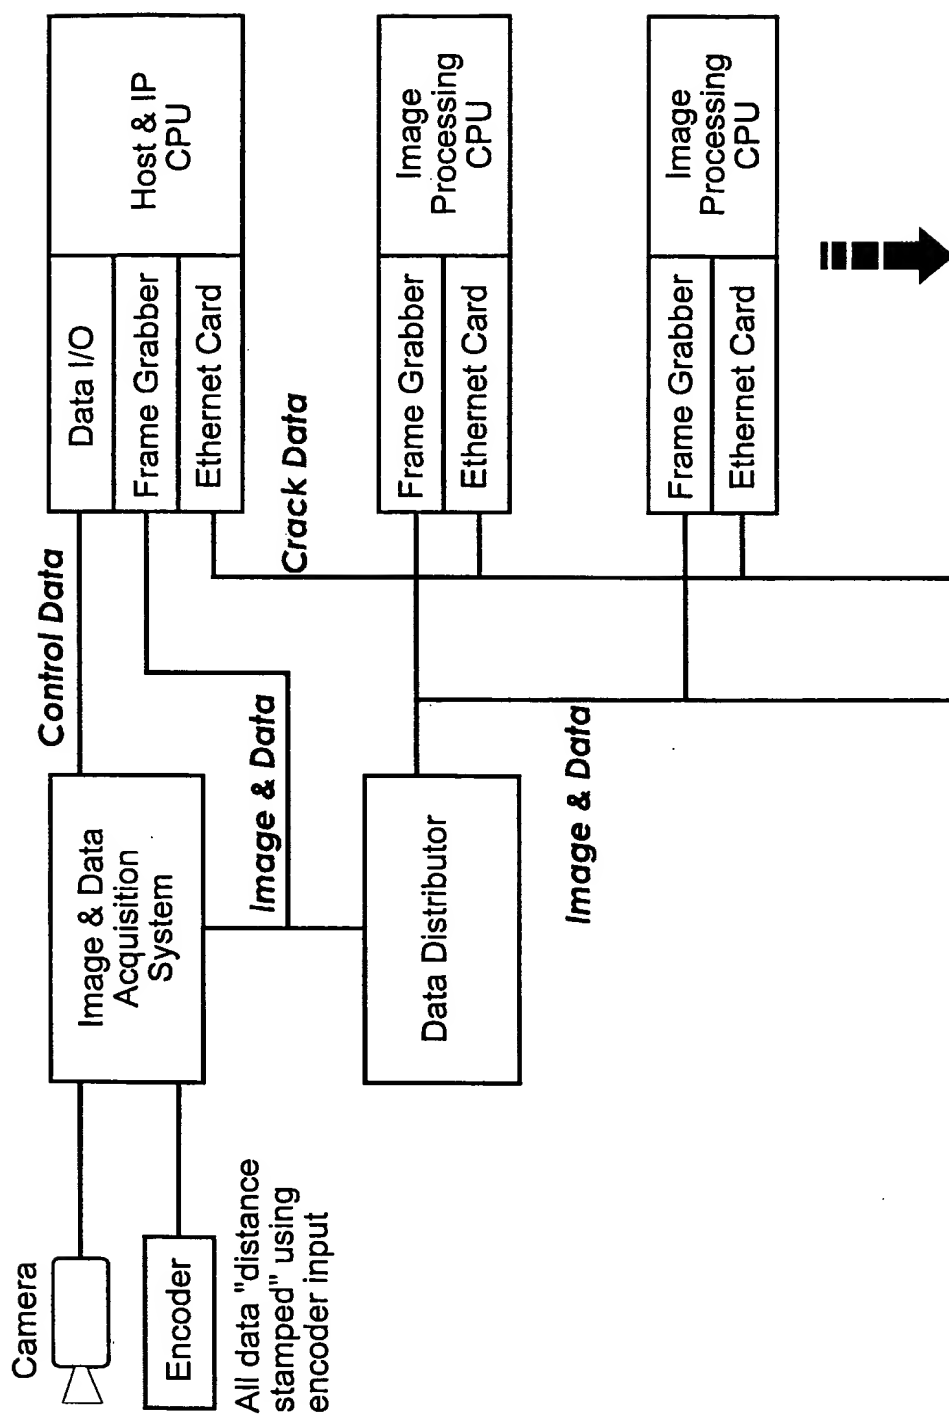 Camera
Encoder
All data "distance
stamped" using
encoder input
Image & Data
Acquisition
System
Data Distributor
Control Data
Image & Data
Image & Data
Crack Data
Data I/O
Frame Grabber
Ethernet Card
Host & IP
CPU
Frame Grabber
Ethernet Card
Image
Processing
CPU
Frame Grabber
Ethernet Card
Image
Processing
CPU